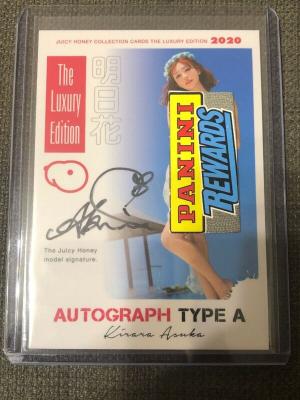 JUICY HONEY COLLECTION CARDS THE LUXURY EDITION 2020
The
Luxury
Edition
明日花
PANINI
REWARDS
The Juicy Honey
model signature.
AUTOGRAPH TYPE A
Kirara Asuka